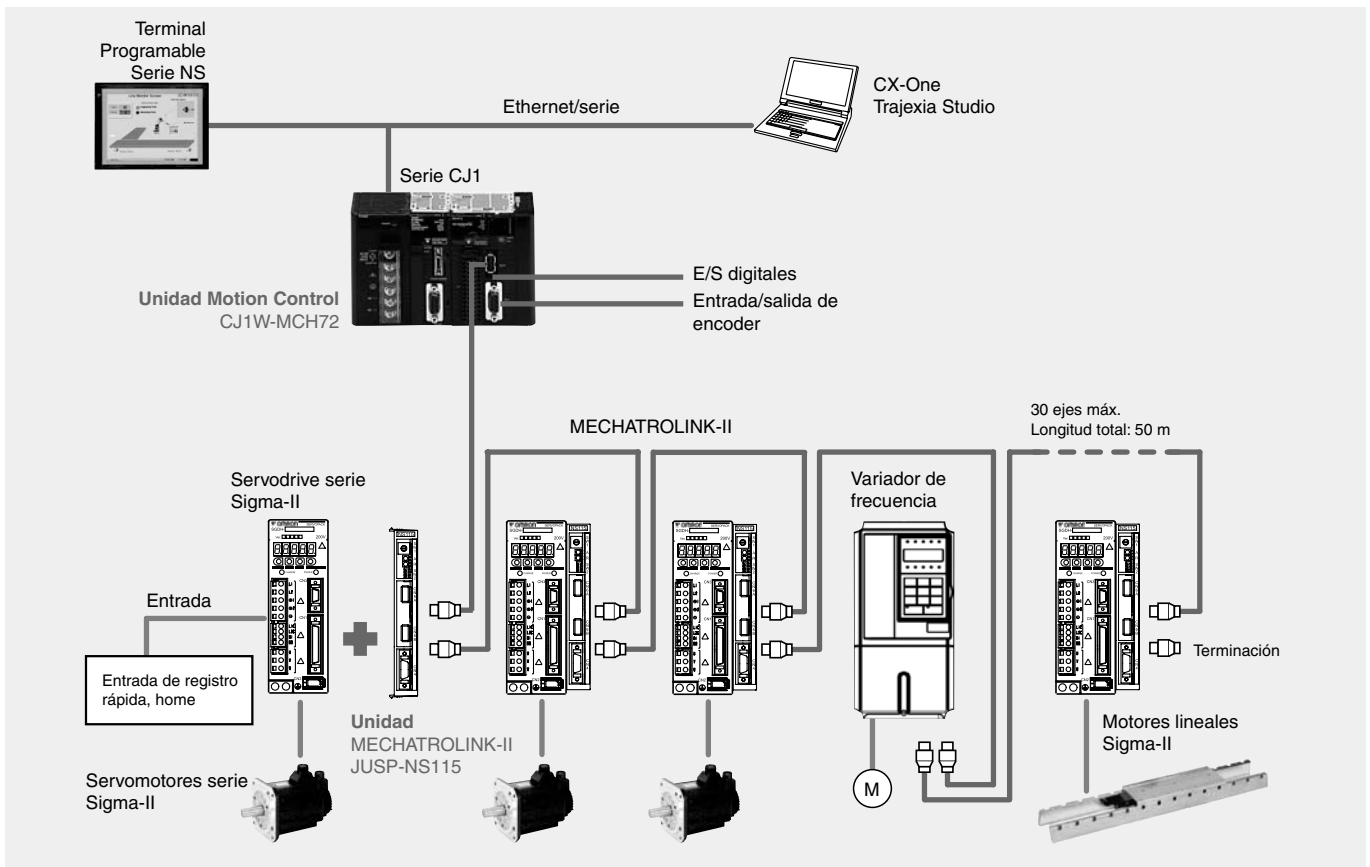 Terminal
Programable
Serie NS
Ethernet/serie
CX-One
Trajexia Studio
Serie CJ1
Unidad Motion Control
CJ1W-MCH72
E/S digitales
Entrada/salida de
encoder
30 ejes máx.
Longitud total: 50 m
MECHATROLINK-II
Servodrive serie
Sigma-II
Variador de
frecuencia
Entrada
Entrada de registro
rápida, home
Terminación
Unidad
MECHATROLINK-II
JUSP-NS115
Motores lineales
Sigma-II
Servomotores serie
Sigma-II
M